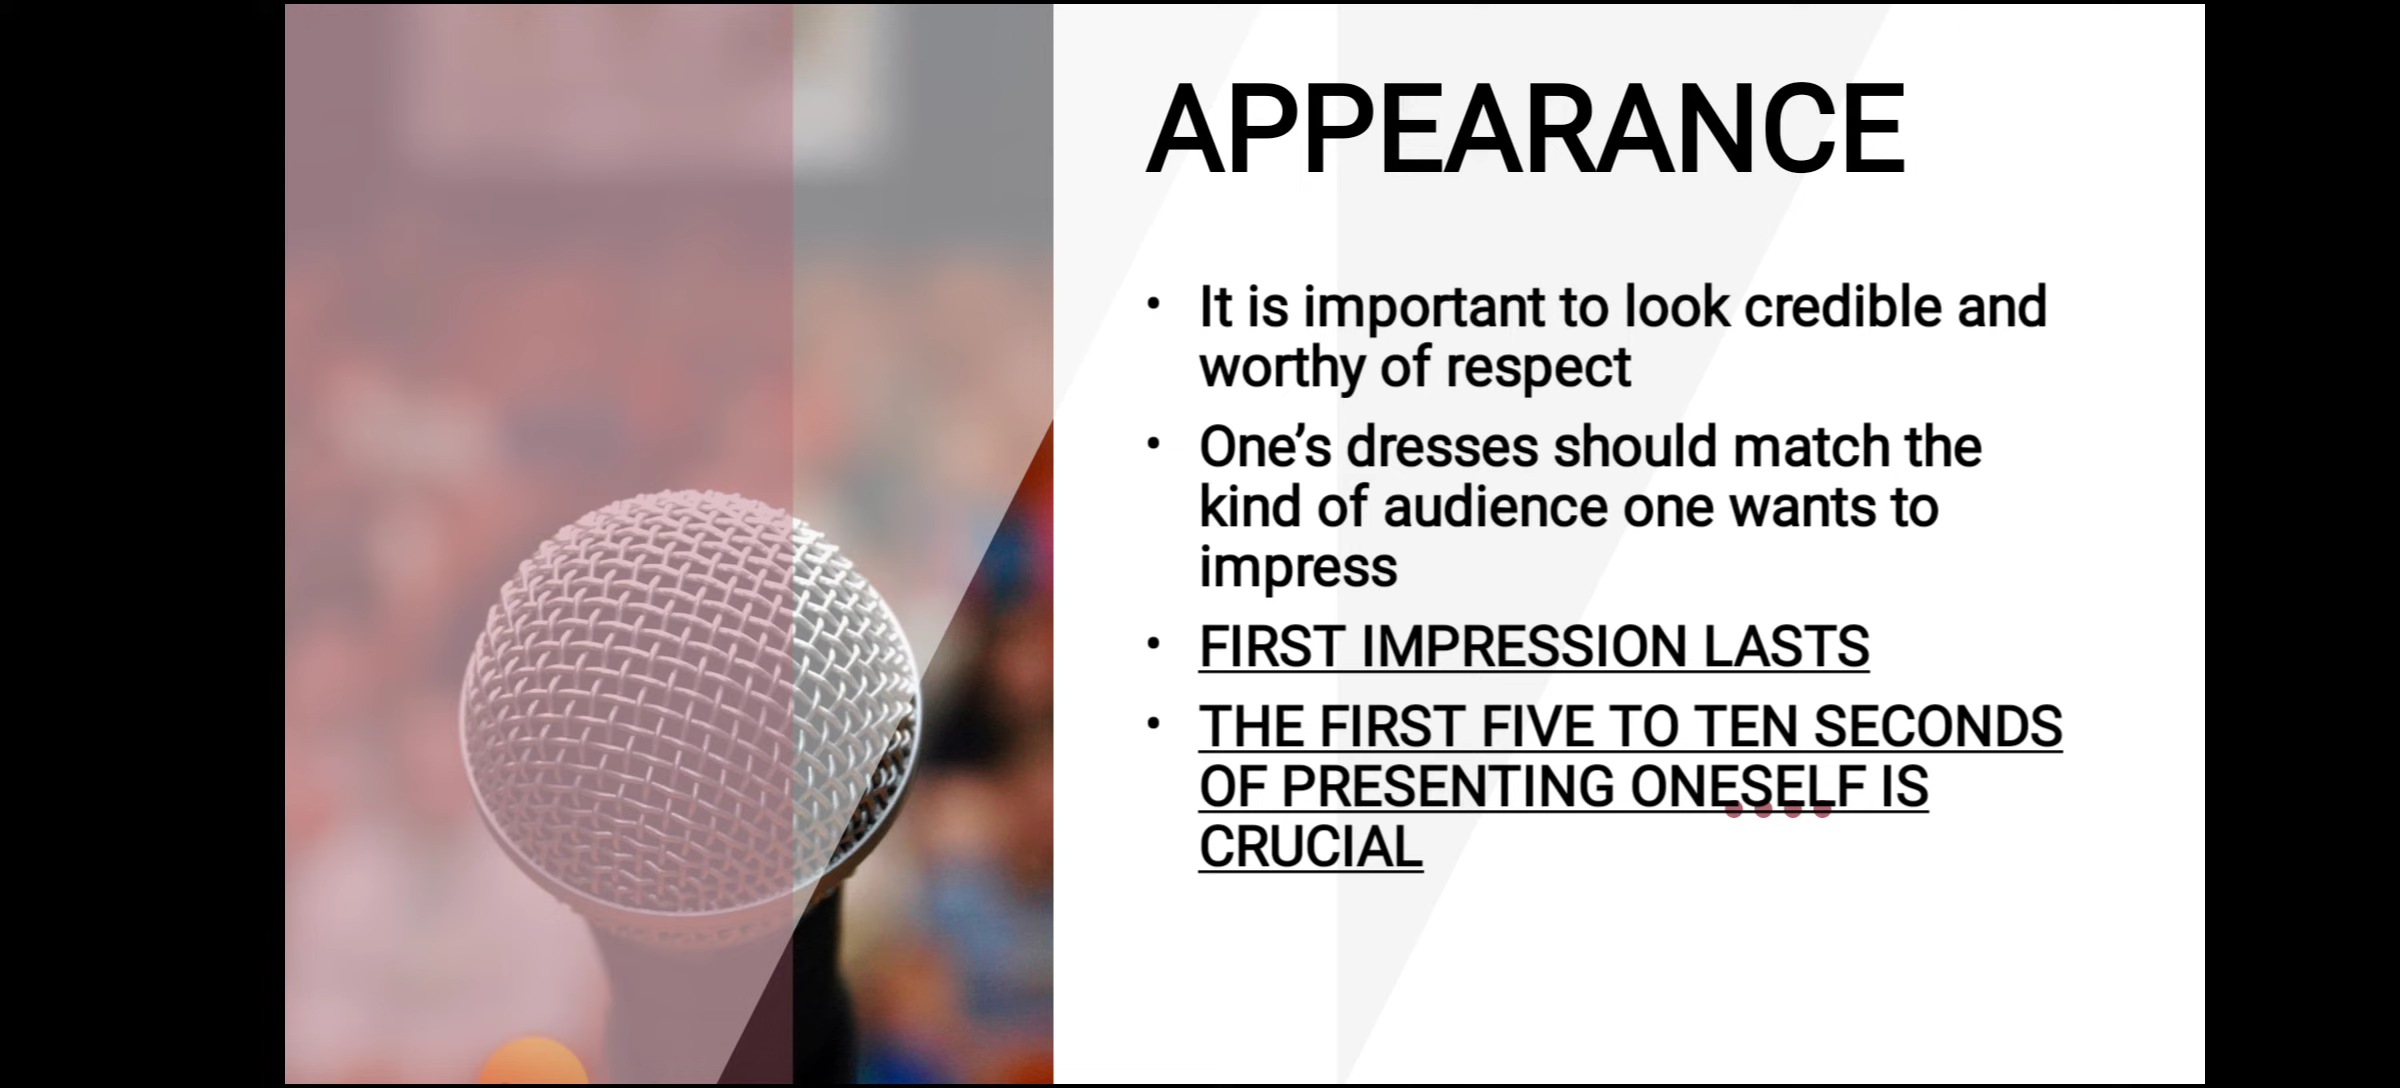 APPEARANCE
• It is important to look credible and
worthy of respect
• One’s dresses should match the
kind of audience one wants to
impress
• FIRST IMPRESSION LASTS
• THE FIRST FIVE TO TEN SECONDS
OF PRESENTING ONESELF IS
CRUCIAL